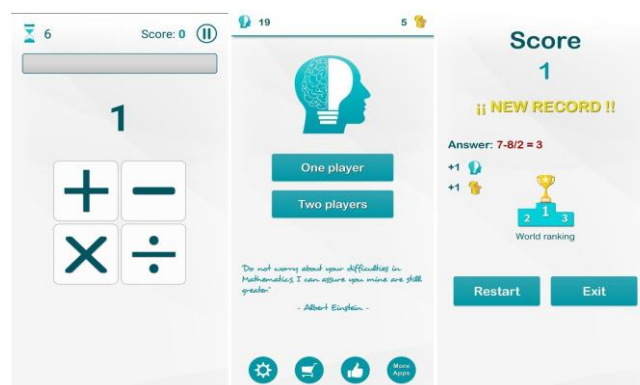 6
Score: 0
1
19
5
One player
Two players
"Do not worry about your difficulties in
Mathematics, I can assure you mine are still
greater."
- Albert Einstein -
More
Apps
Score
1
¡¡ NEW RECORD !!
Answer: 7-8/2 = 3
+1
+1
2 1 3
World ranking
Restart
Exit